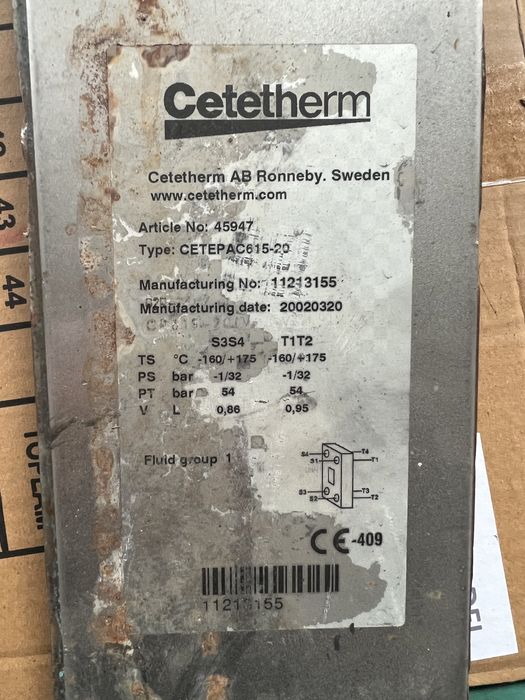 Cetetherm
Cetetherm AB Ronneby. Sweden
www.cetetherm.com
Article No: 45947
Type: CETEPAC615-20
Manufacturing No: 11213155
Manufacturing date: 20020320
S3S4 T1T2
TS °C -160/+175 -160/+175
PS bar -1/32 -1/32
PT bar 54 54
V L 0,86 0,95
Fluid group 1
S4 T4
S1 T1
S3 T3
S2 T2
CE-409
11213155
43
44